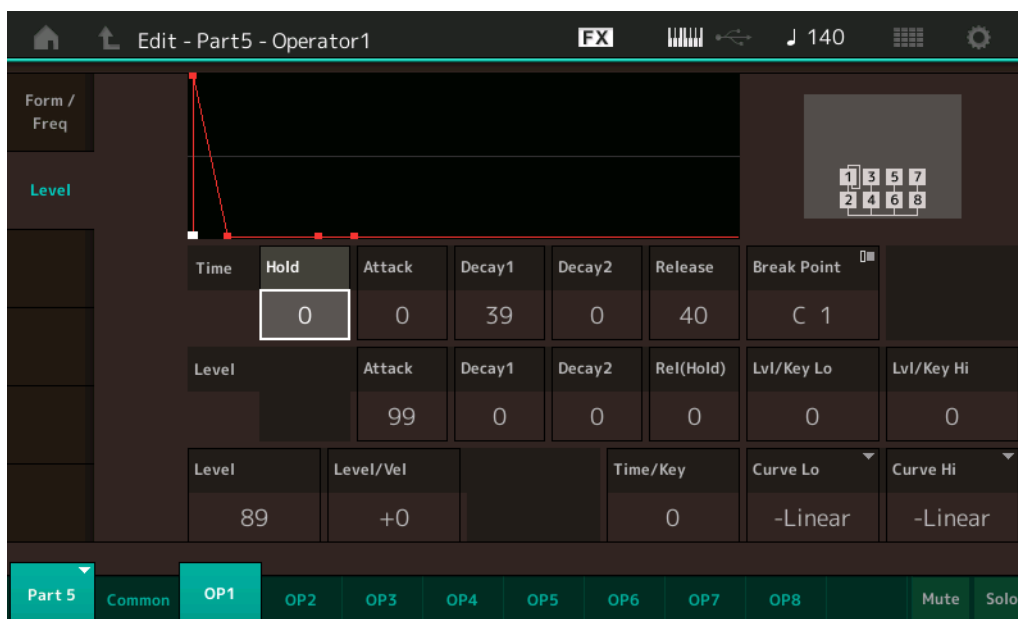 Edit - Part5 - Operator1 FX 140
Form /
Freq
Level
1 3 5 7
2 4 6 8
Time Hold Attack Decay1 Decay2 Release Break Point
0 0 39 0 40 C 1
Level Attack Decay1 Decay2 Rel(Hold) Lvl/Key Lo Lvl/Key Hi
99 0 0 0 0 0
Level Level/Vel Time/Key Curve Lo Curve Hi
89 +0 0 -Linear -Linear
Part 5 Common OP1 OP2 OP3 OP4 OP5 OP6 OP7 OP8 Mute Solo